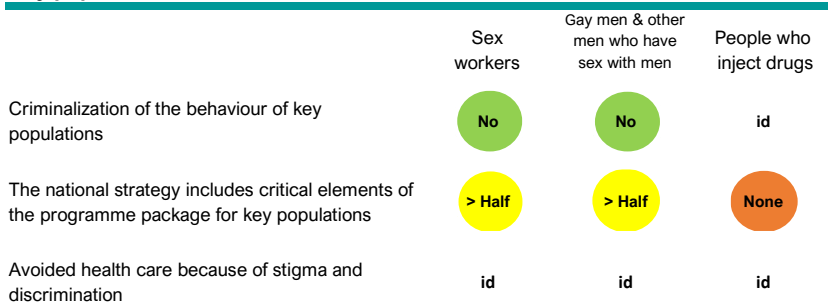 Sex
workers
Gay men & other
men who have
sex with men
People who
inject drugs
Criminalization of the behaviour of key
populations
No
No
id
The national strategy includes critical elements of
the programme package for key populations
> Half
> Half
None
Avoided health care because of stigma and
discrimination
id
id
id